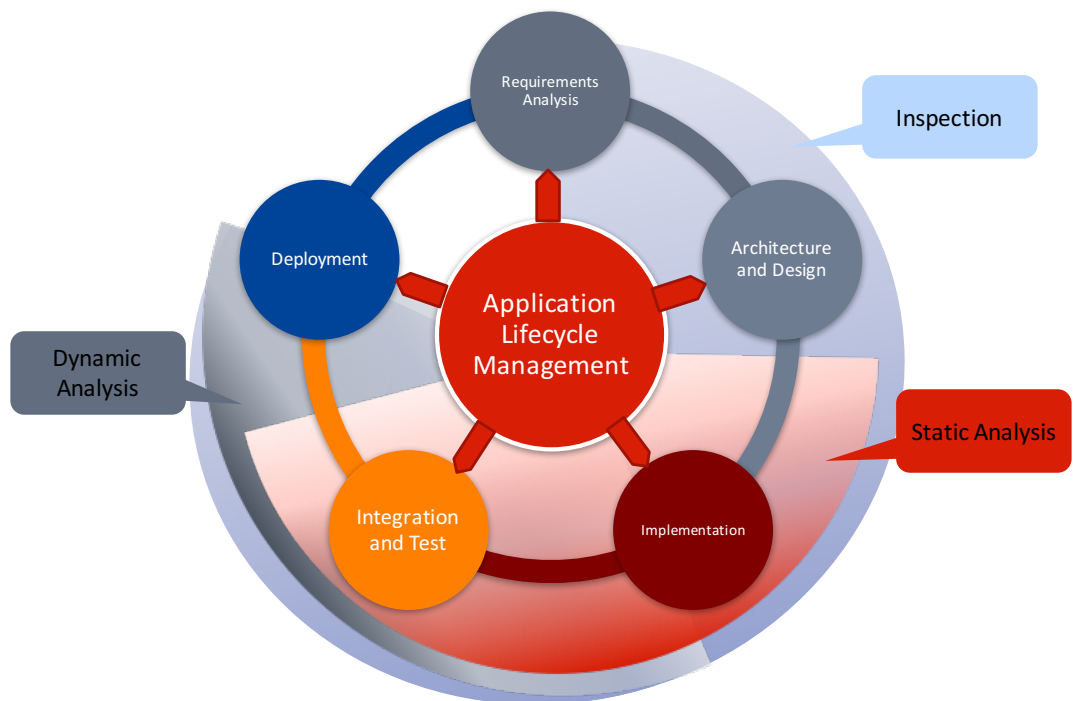 Requirements
Analysis
Inspection
Architecture
and Design
Deployment
Application
Lifecycle
Management
Dynamic
Analysis
Static Analysis
Integration
and Test
Implementation